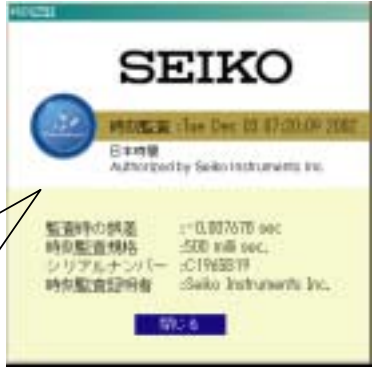 SEIKO
時刻監査 :Tue Dec 03 07:00:09 2002
日本時間
Authorized by Seiko Instruments Inc.
監査時の誤差 :-0.007678 sec
時刻監査規格 :500 milli sec.
シリアルナンバー :C1965B19
時刻監査証明者 :Seiko Instruments Inc.
閉じる